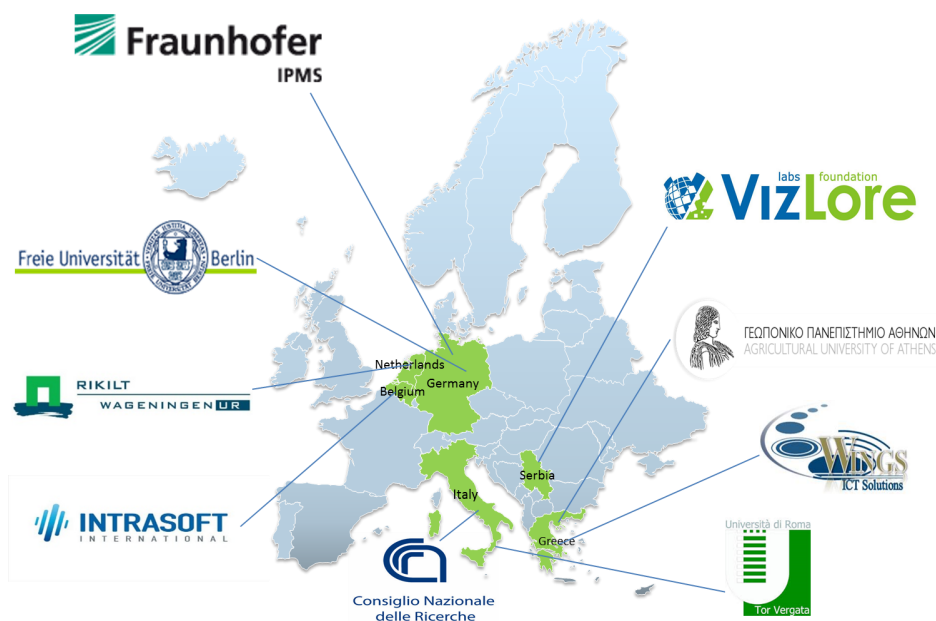 Fraunhofer
IPMS
labs foundation
VizLore
Freie Universität Berlin
ΓΕΩΠΟΝΙΚΟ ΠΑΝΕΠΙΣΤΗΜΙΟ ΑΘΗΝΩΝ
AGRICULTURAL UNIVERSITY OF ATHENS
Netherlands
Germany
Belgium
RIKILT
WAGENINGEN UR
WINGS
ICT Solutions
Serbia
Italy
INTRASOFT
INTERNATIONAL
Greece
Università di Roma
Tor Vergata
Consiglio Nazionale
delle Ricerche